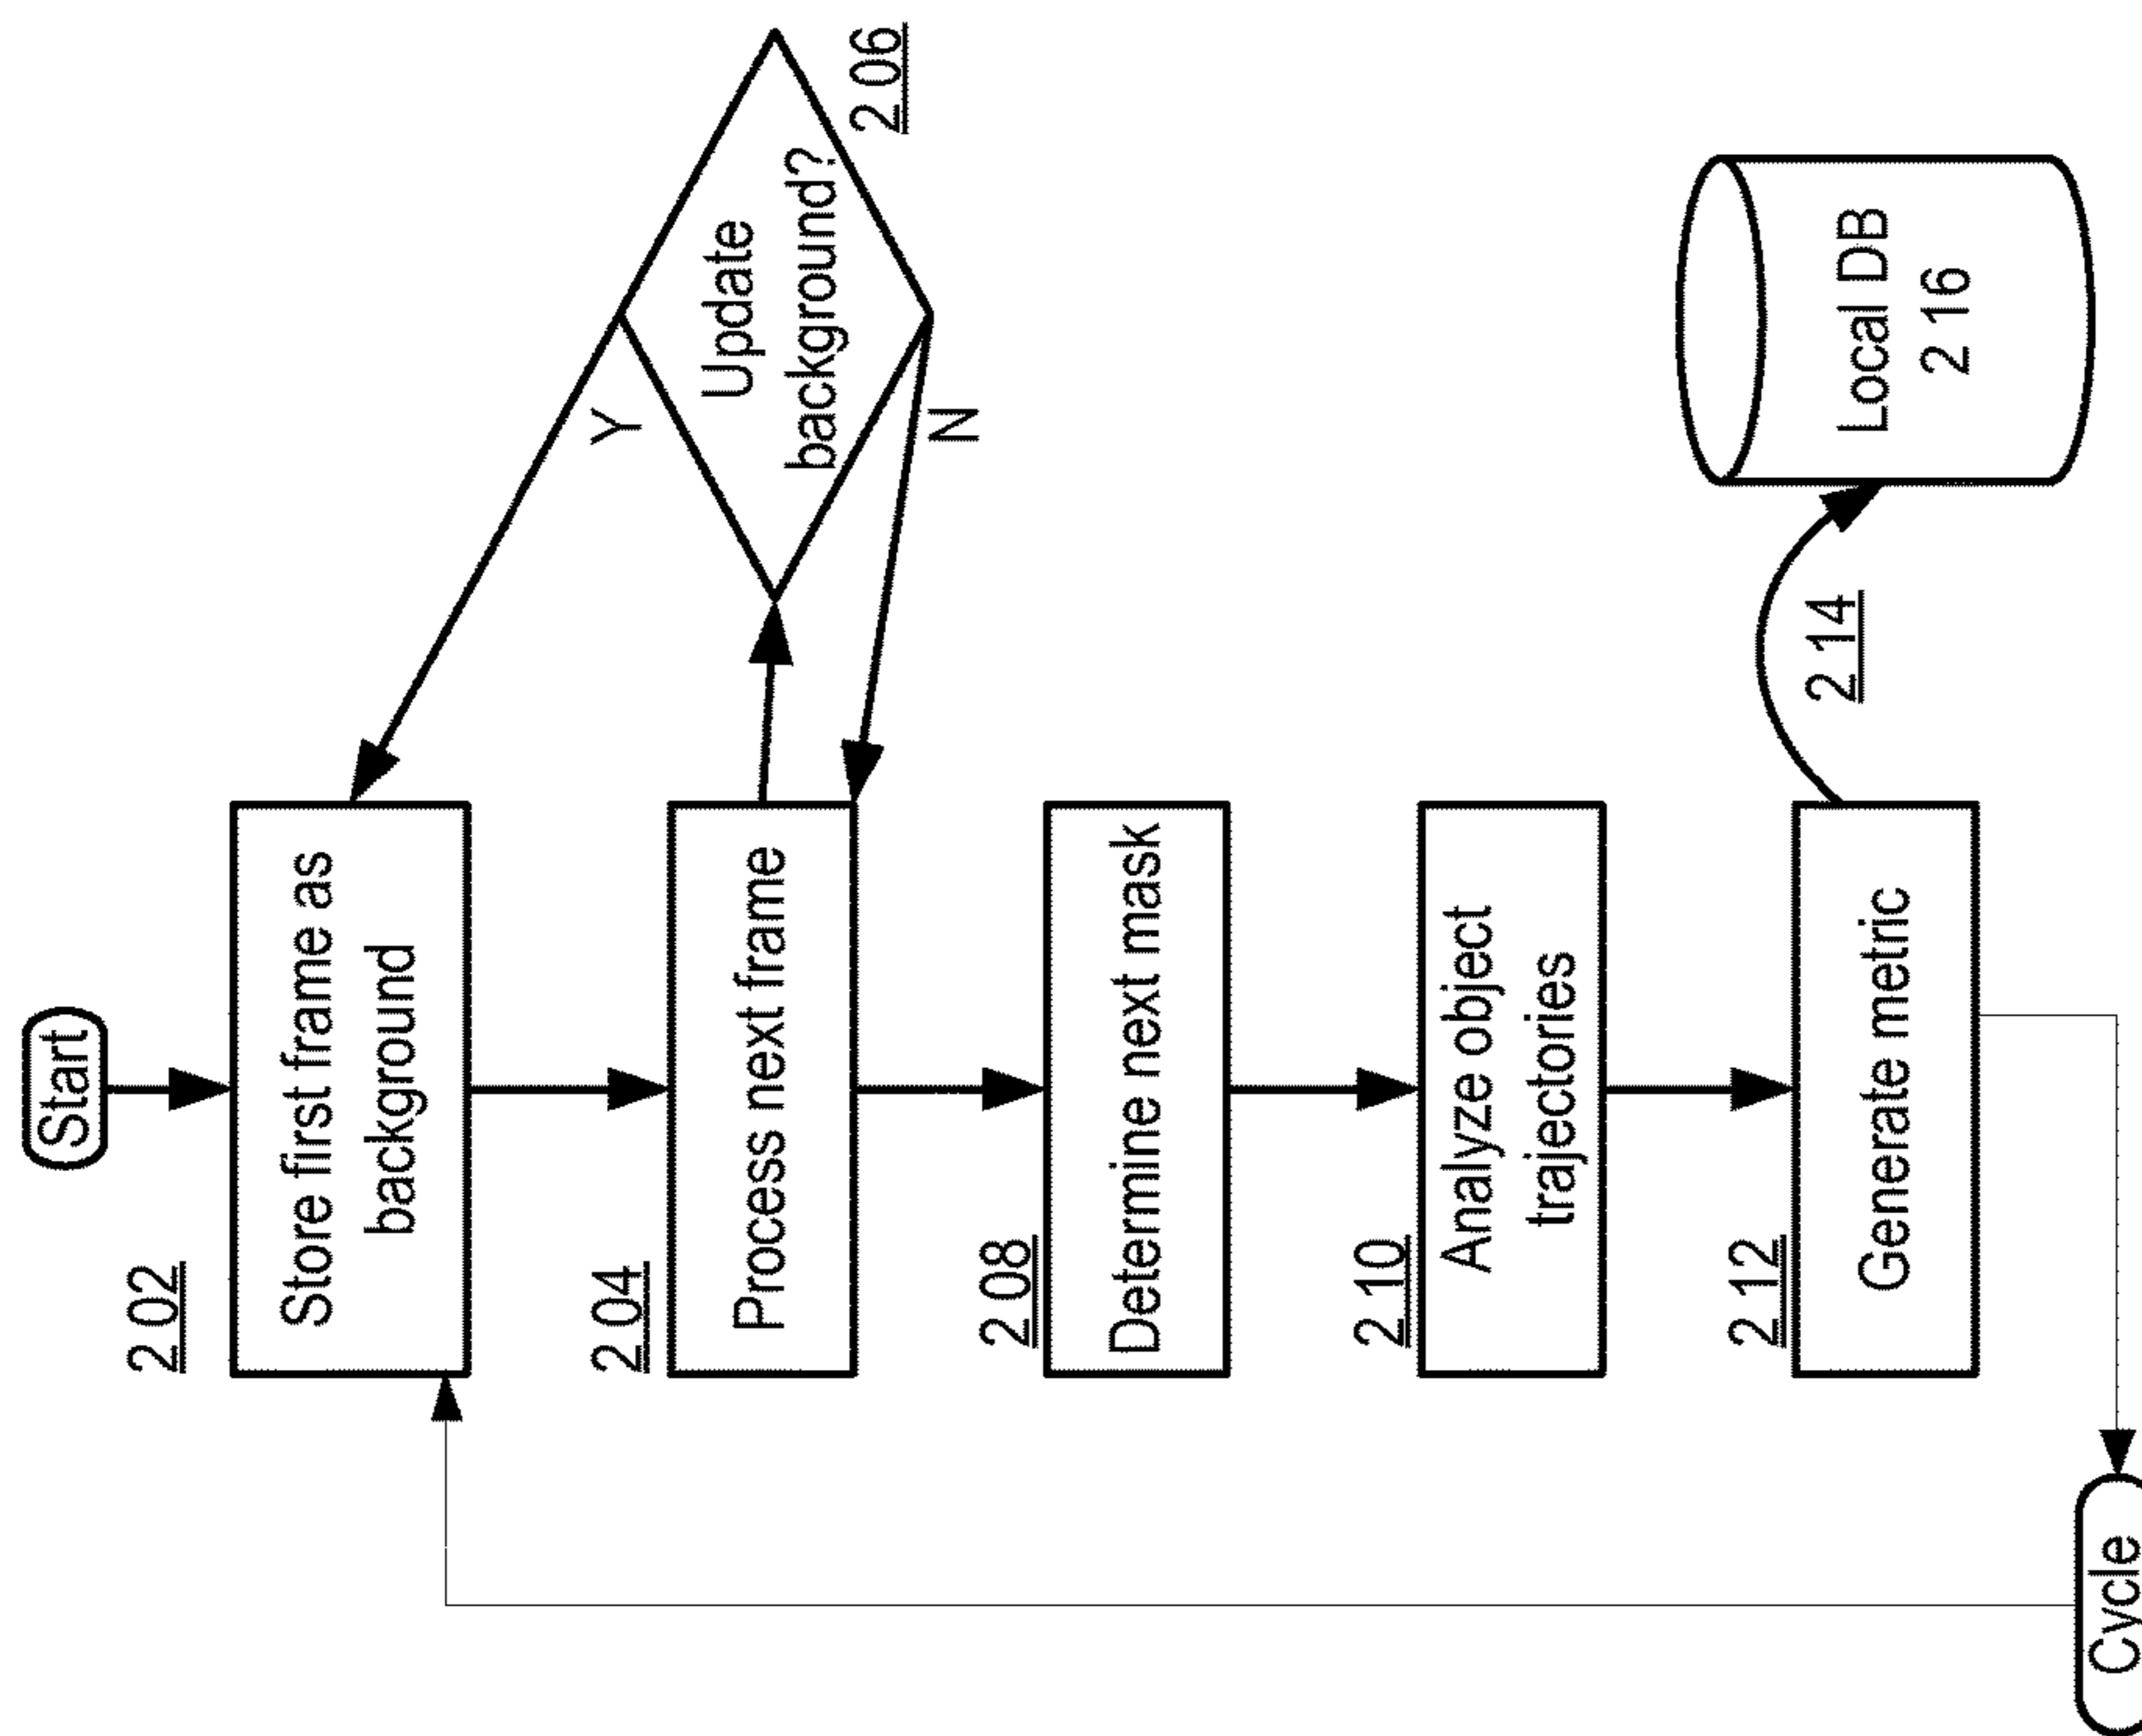 Start
2 02
Store first frame as
background
2 04
Process next frame
Update
background?
2 06
Y
N
2 08
Determine next mask
2 10
Analyze object
trajectories
2 12
Generate metric
2 14
Local DB
2 16
Cycle